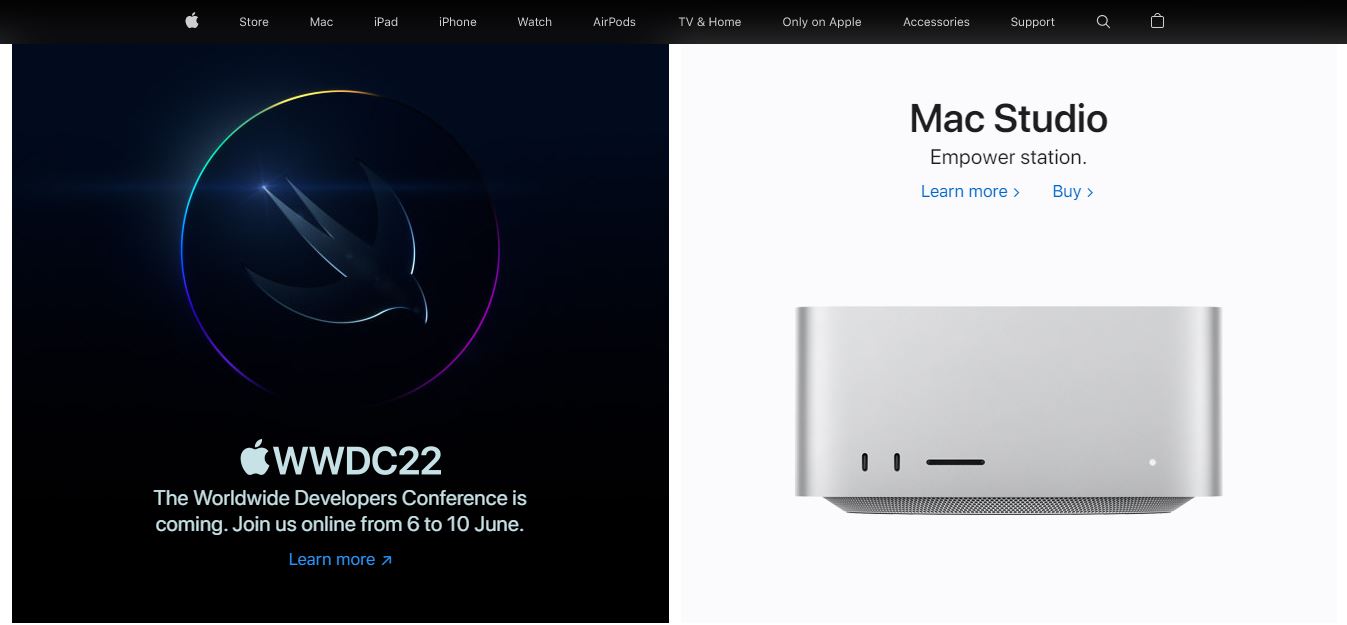 Store Mac iPad iPhone Watch AirPods TV & Home Only on Apple Accessories Support
WWDC22
The Worldwide Developers Conference is
coming. Join us online from 6 to 10 June.
Learn more
Mac Studio
Empower station.
Learn more Buy